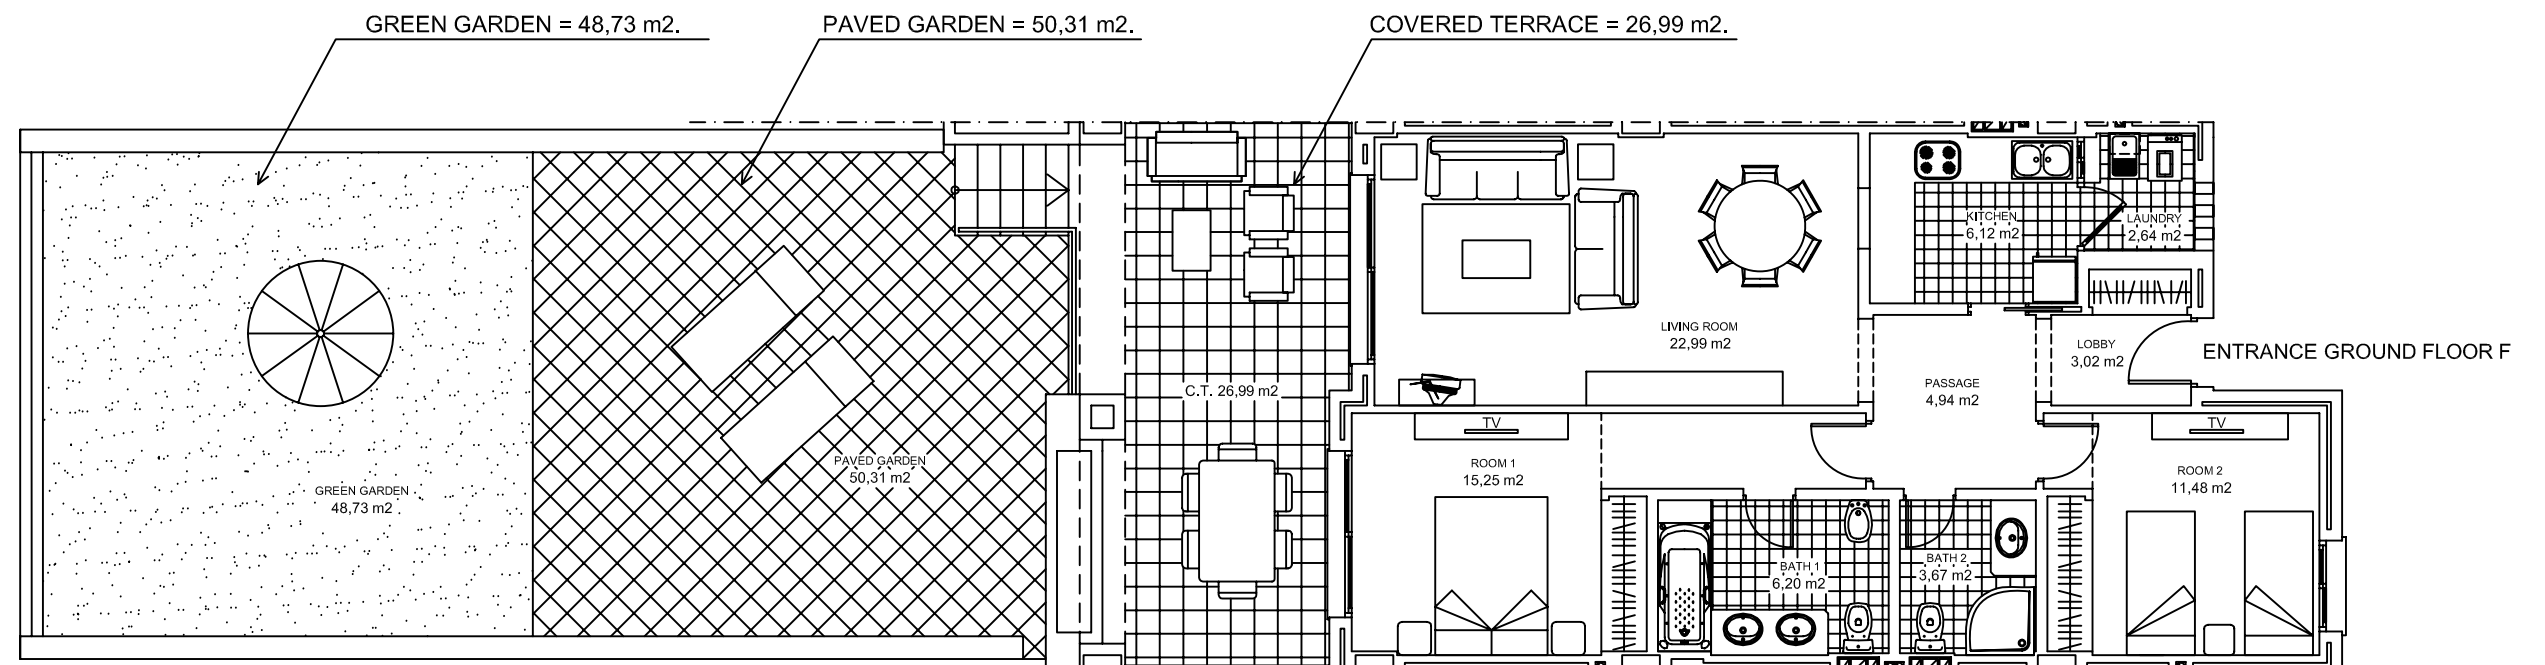 GREEN GARDEN = 48,73 m2.
PAVED GARDEN = 50,31 m2.
COVERED TERRACE = 26,99 m2.
KITCHEN
6,12 m2
LAUNDRY
2,64 m2
LIVING ROOM
22,99 m2
LOBBY
3,02 m2
ENTRANCE GROUND FLOOR F
PASSAGE
4,94 m2
C.T. 26,99 m2
TV
TV
PAVED GARDEN
50,31 m2
ROOM 1
15,25 m2
ROOM 2
11,48 m2
GREEN GARDEN
48,73 m2
BATH 1
6,20 m2
BATH 2
3,67 m2